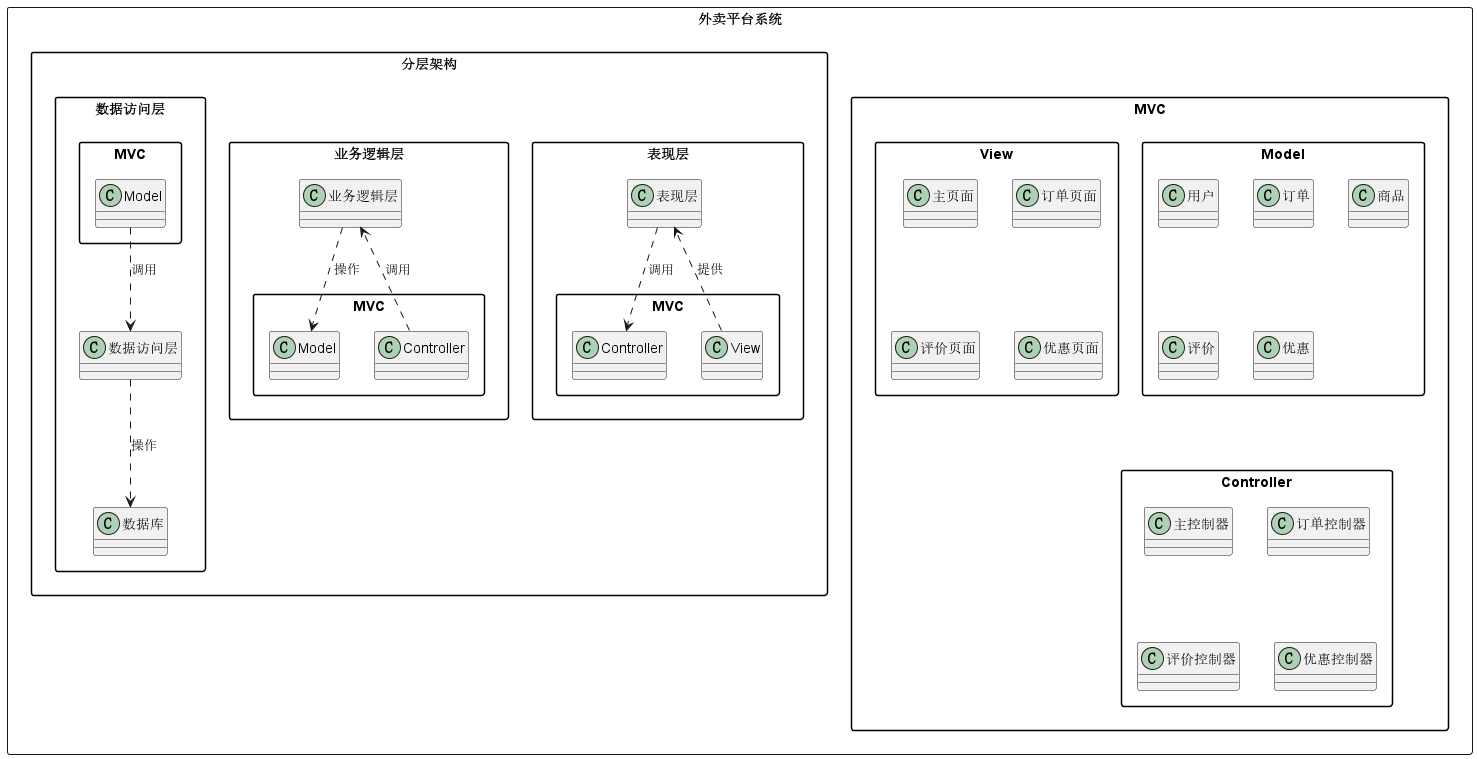 外卖平台系统
分层架构
数据访问层
MVC
C Model
调用
C 数据访问层
操作
C 数据库
业务逻辑层
C 业务逻辑层
操作
调用
MVC
C Model
C Controller
表现层
C 表现层
调用
提供
MVC
C Controller
C View
MVC
View
C 主页面
C 订单页面
C 评价页面
C 优惠页面
Model
C 用户
C 订单
C 商品
C 评价
C 优惠
Controller
C 主控制器
C 订单控制器
C 评价控制器
C 优惠控制器